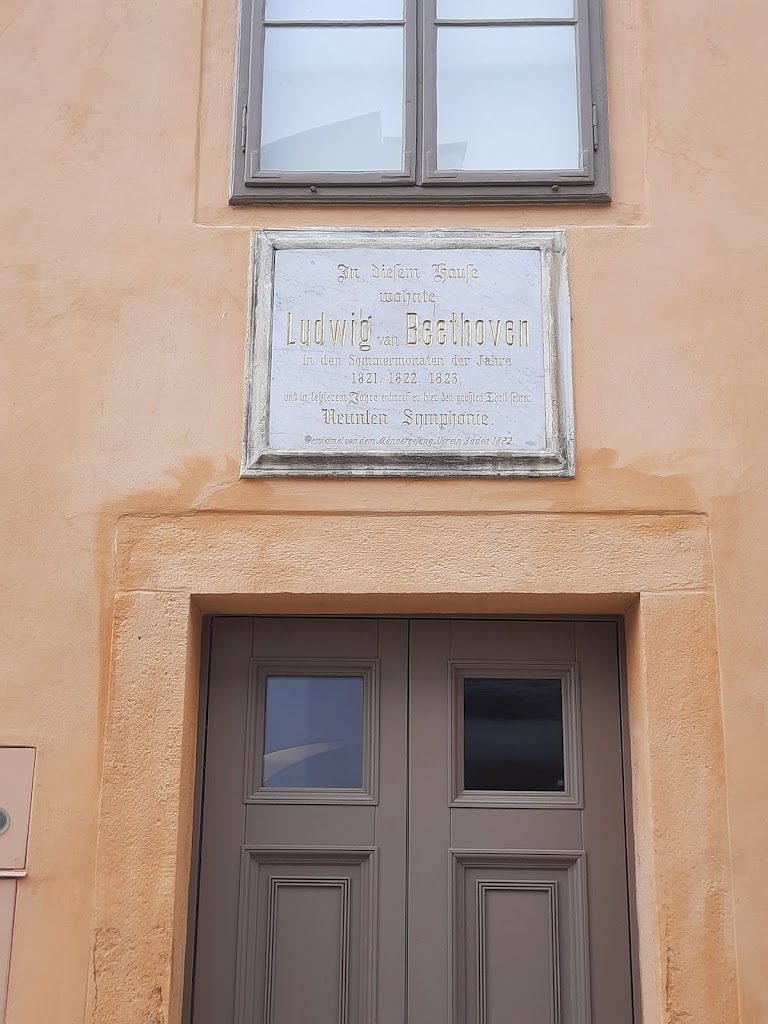 In diesem Hause
wohnte
Ludwig van Beethoven
in den Sommermonaten der Jahre
1821, 1822, 1823,
und in letzterem Jahre entwarf er hier den größten Theil seiner
Neunten Symphonie.
Gewidmet von dem Männergesang-Verein Baden 1872.